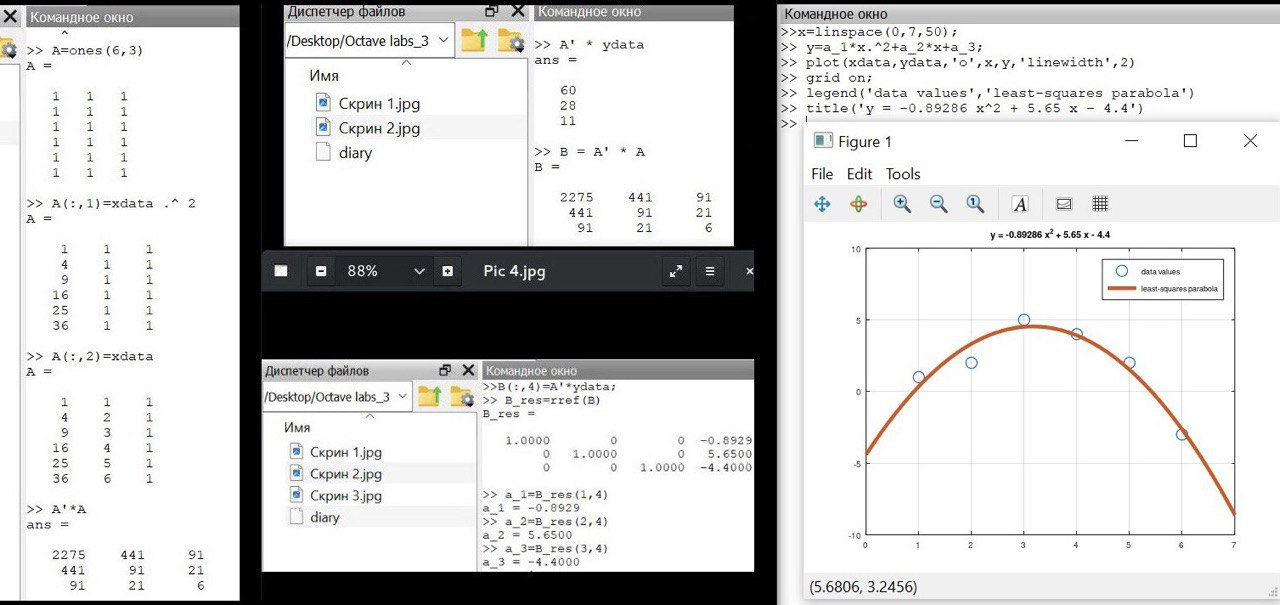 Командное окно
^
>> A=ones(6,3)
A =
1 1 1
1 1 1
1 1 1
1 1 1
1 1 1
1 1 1
>> A(:,1)=xdata .^ 2
A =
1 1 1
4 1 1
9 1 1
16 1 1
25 1 1
36 1 1
>> A(:,2)=xdata
A =
1 1 1
4 2 1
9 3 1
16 4 1
25 5 1
36 6 1
>> A'*A
ans =
2275 441 91
441 91 21
91 21 6
Диспетчер файлов
/Desktop/Octave labs_3
Имя
Скрин 1.jpg
Скрин 2.jpg
diary
Командное окно
>> A' * ydata
ans =
60
28
11
>> B = A' * A
B =
2275 441 91
441 91 21
91 21 6
88%
Pic 4.jpg
Диспетчер файлов
/Desktop/Octave labs_3
Имя
Скрин 1.jpg
Скрин 2.jpg
Скрин 3.jpg
diary
Командное окно
>>B(:,4)=A'*ydata;
>> B_res=rref(B)
B_res =
1.0000 0 0 -0.8929
0 1.0000 0 5.6500
0 0 1.0000 -4.4000
>> a_1=B_res(1,4)
a_1 = -0.8929
>> a_2=B_res(2,4)
a_2 = 5.6500
>> a_3=B_res(3,4)
a_3 = -4.4000
Командное окно
>>x=linspace(0,7,50);
>> y=a_1*x.^2+a_2*x+a_3;
>> plot(xdata,ydata,'o',x,y,'linewidth',2)
>> grid on;
>> legend('data values','least-squares parabola')
>> title('y = -0.89286 x^2 + 5.65 x - 4.4')
>>
Figure 1
File Edit Tools
A
y = -0.89286 x² + 5.65 x - 4.4
data values
least-squares parabola
10
5
0
-5
-10
0 1 2 3 4 5 6 7
(5.6806, 3.2456)